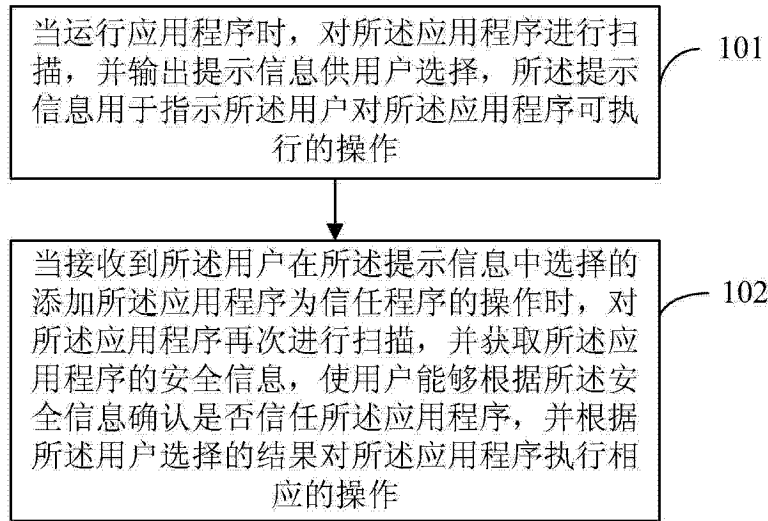 当运行应用程序时，对所述应用程序进行扫
描，并输出提示信息供用户选择，所述提示
信息用于指示所述用户对所述应用程序可执
行的操作
101
当接收到所述用户在所述提示信息中选择的
添加所述应用程序为信任程序的操作时，对
所述应用程序再次进行扫描，并获取所述应
用程序的安全信息，使用户能够根据所述安
全信息确认是否信任所述应用程序，并根据
所述用户选择的结果对所述应用程序执行相
应的操作
102